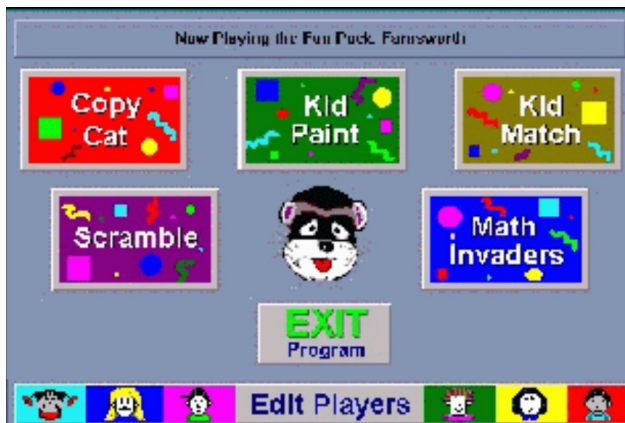 Now Playing the Fun Pack, Farnsworth
Copy
Cat
Kid
Paint
Kid
Match
Scramble
Math
Invaders
EXIT
Program
Edit Players